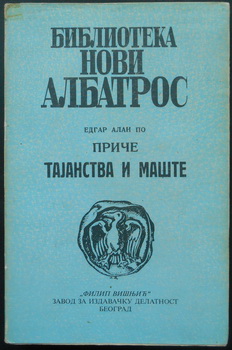 БИБЛИОТЕКА
НОВИ
АЛБАТРОС
ЕДГАР АЛАН ПО
ПРИЧЕ
ТАЈАНСТВА И МАШТЕ
„ФИЛИП ВИШЊИЋ“
ЗАВОД ЗА ИЗДАВАЧКУ ДЕЛАТНОСТ
БЕОГРАД